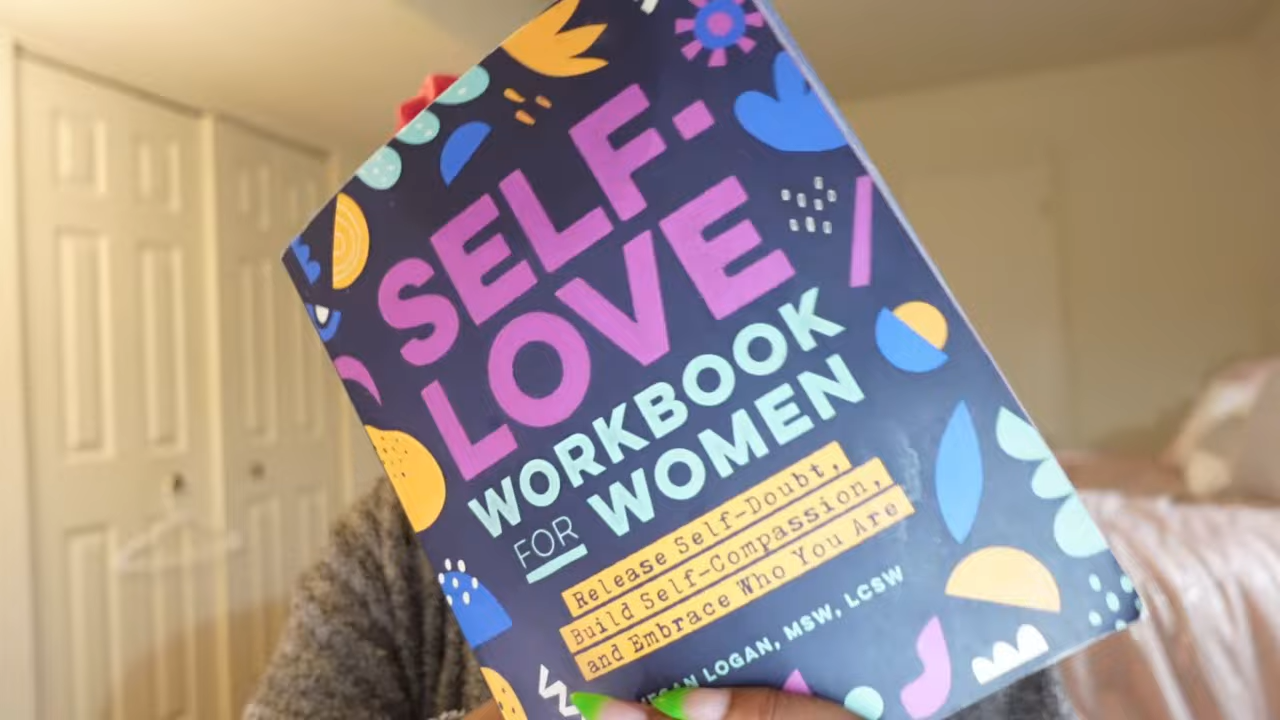 SELF-
LOVE
WORKBOOK
FOR WOMEN
Release Self-Doubt,
Build Self-Compassion,
and Embrace Who You Are
LOGAN, MSW, LCSW